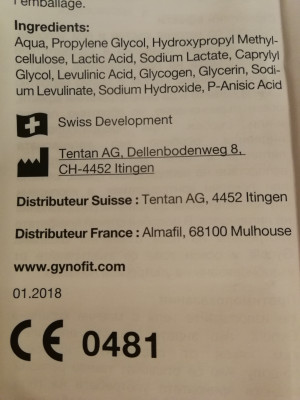 l'emballage.
Ingredients:
Aqua, Propylene Glycol, Hydroxypropyl Methyl-
cellulose, Lactic Acid, Sodium Lactate, Caprylyl
Glycol, Levulinic Acid, Glycogen, Glycerin, Sodi-
um Levulinate, Sodium Hydroxide, P-Anisic Acid
Swiss Development
Tentan AG, Dellenbodenweg 8,
CH-4452 Itingen
Distributeur Suisse : Tentan AG, 4452 Itingen
Distributeur France : Almafil, 68100 Mulhouse
www.gynofit.com
01.2018
CE 0481